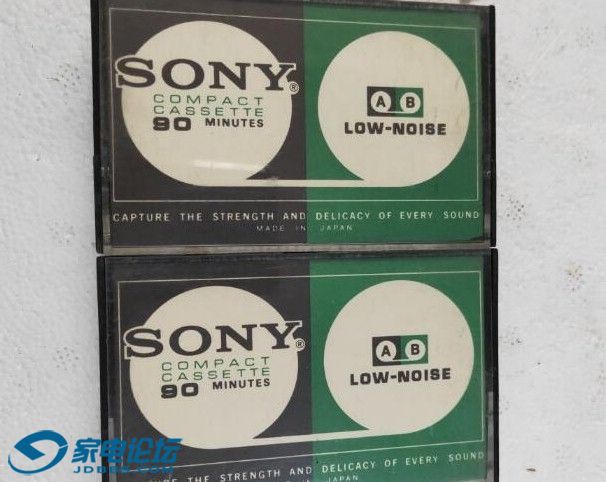 SONY®
COMPACT
CASSETTE
90 MINUTES
A B
LOW-NOISE
CAPTURE THE STRENGTH AND DELICACY OF EVERY SOUND
MADE IN JAPAN
SONY®
COMPACT
CASSETTE
90 MINUTES
A B
LOW-NOISE
THE STRENGTH AND DELICACY OF EVERY SOUND
JAPAN
家电论坛